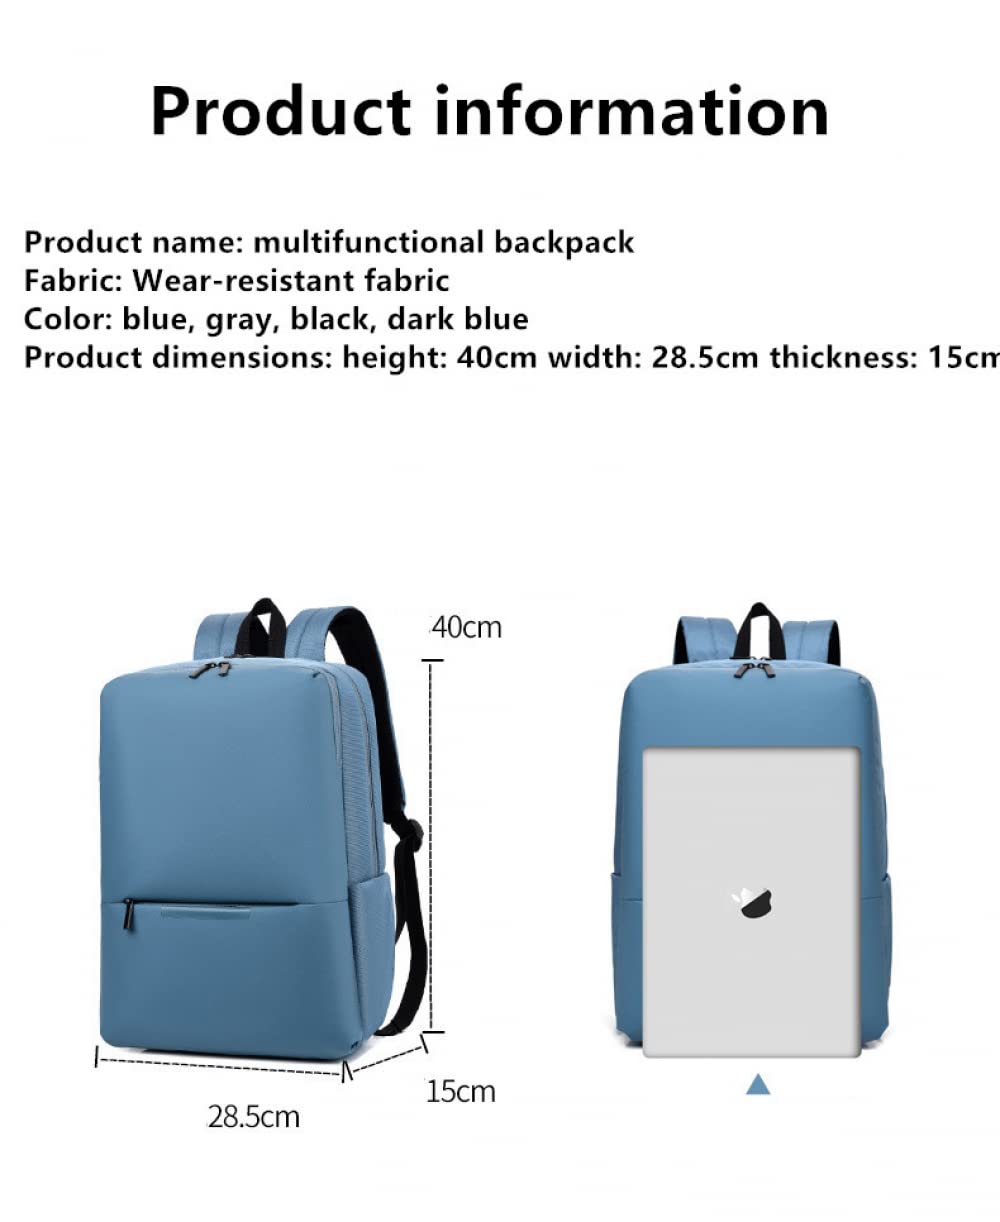 Product information
Product name: multifunctional backpack
Fabric: Wear-resistant fabric
Color: blue, gray, black, dark blue
Product dimensions: height: 40cm width: 28.5cm thickness: 15cm
40cm
15cm
28.5cm